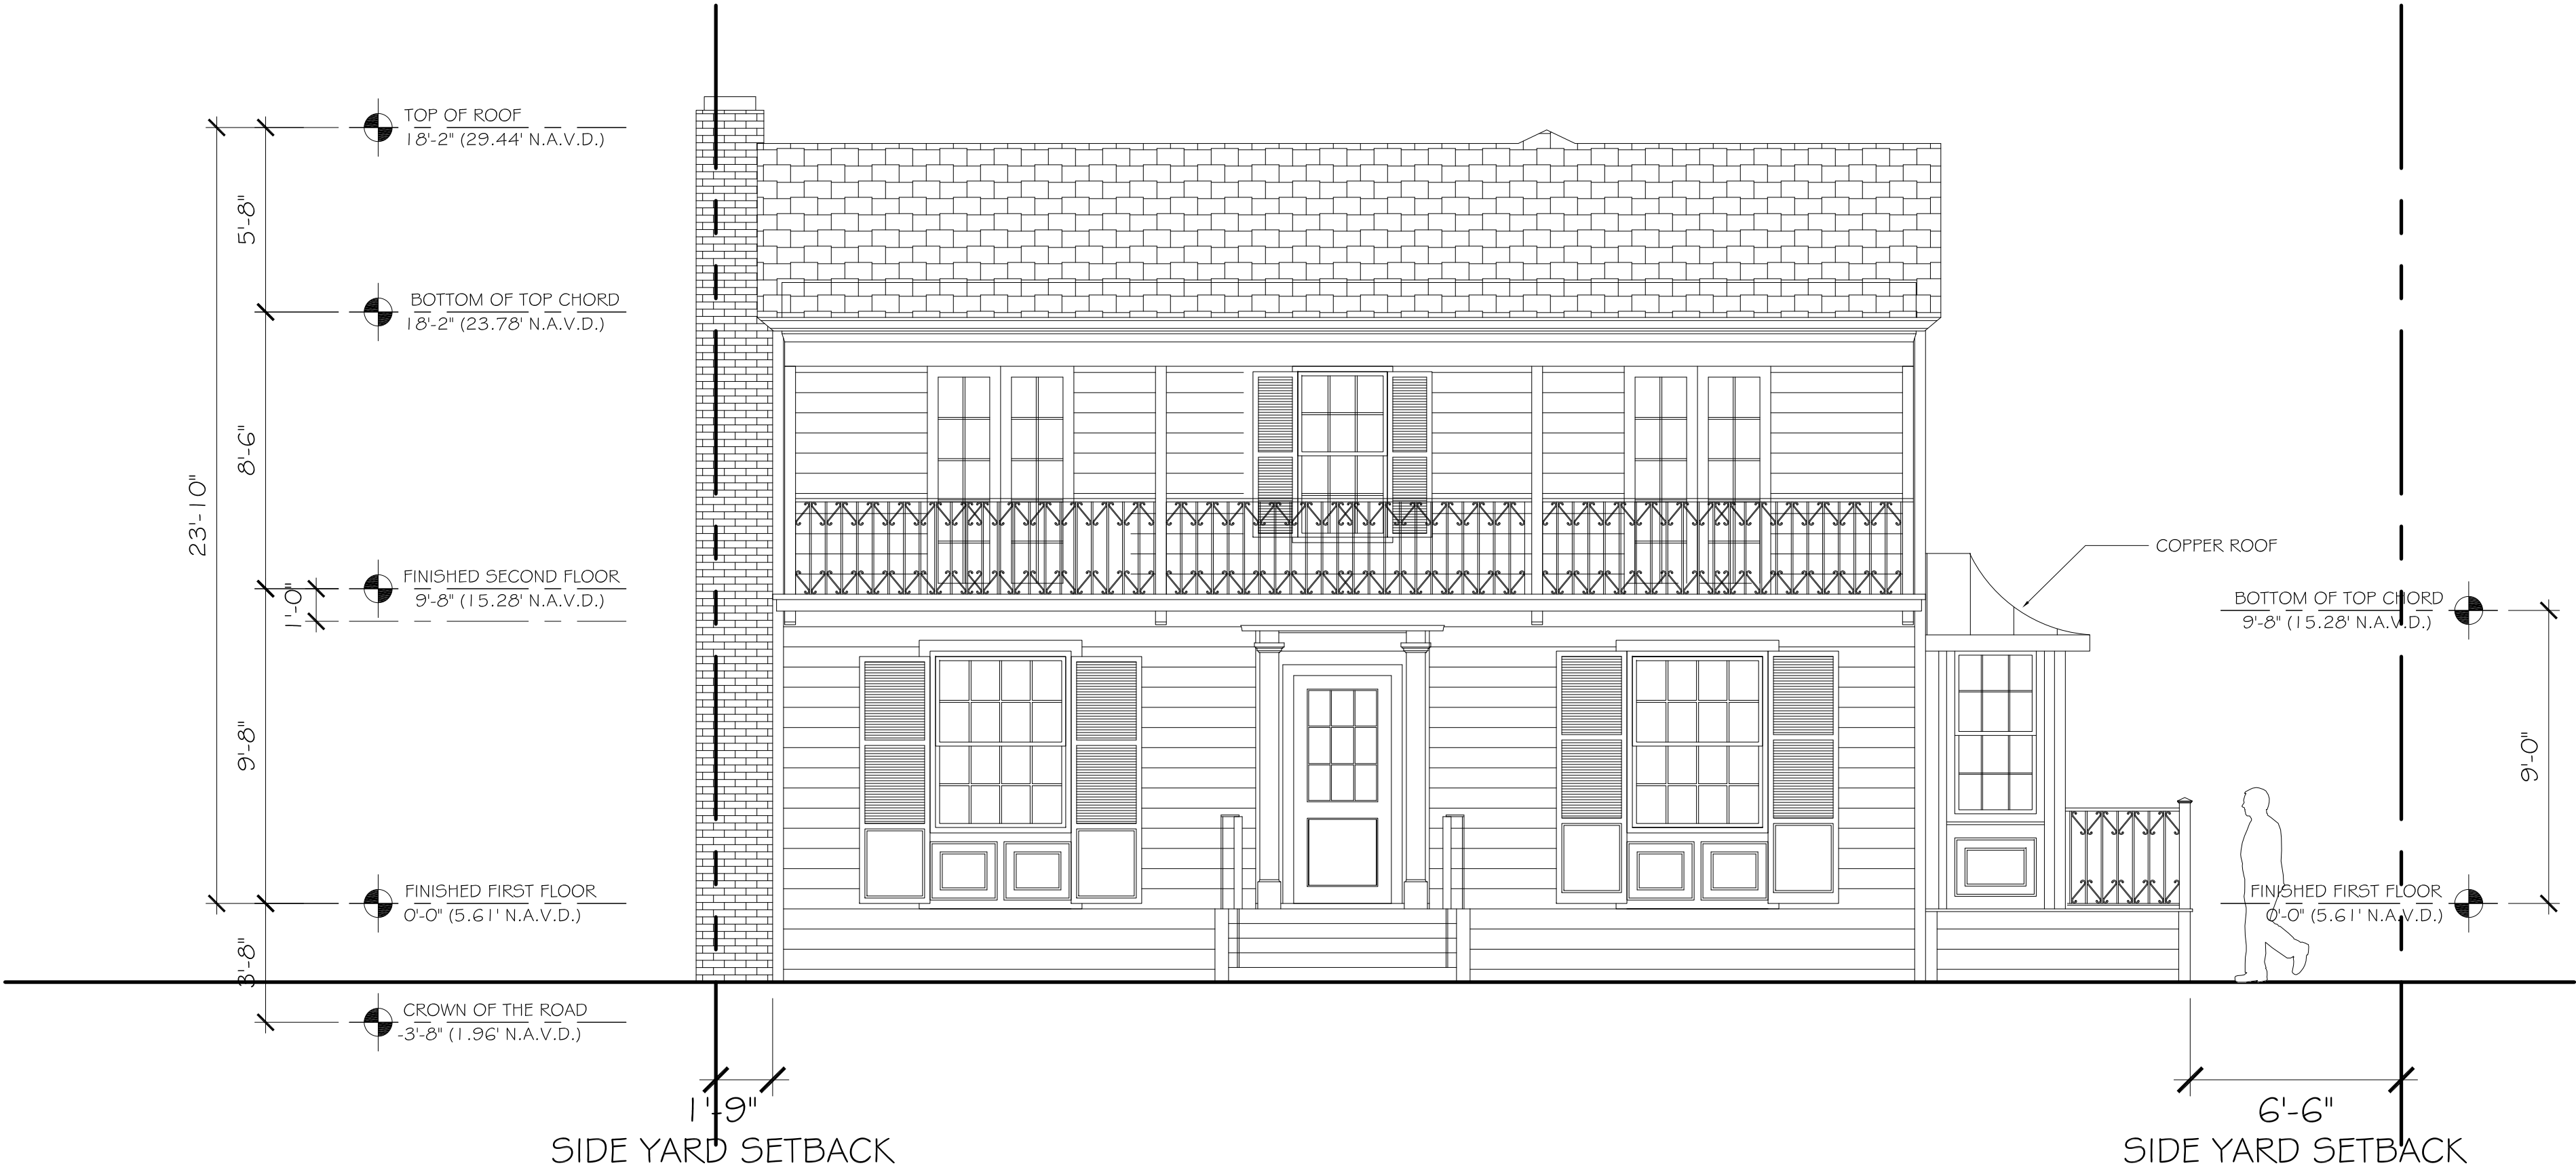 TOP OF ROOF
18'-2" (29.44' N.A.V.D.)
5'-8"
BOTTOM OF TOP CHORD
18'-2" (23.78' N.A.V.D.)
8'-6"
23'-10"
FINISHED SECOND FLOOR
9'-8" (15.28' N.A.V.D.)
1'-0"
9'-8"
FINISHED FIRST FLOOR
0'-0" (5.61' N.A.V.D.)
3'-8"
CROWN OF THE ROAD
-3'-8" (1.96' N.A.V.D.)
COPPER ROOF
BOTTOM OF TOP CHORD
9'-8" (15.28' N.A.V.D.)
9'-0"
FINISHED FIRST FLOOR
0'-0" (5.61' N.A.V.D.)
1'-9"
SIDE YARD SETBACK
6'-6"
SIDE YARD SETBACK